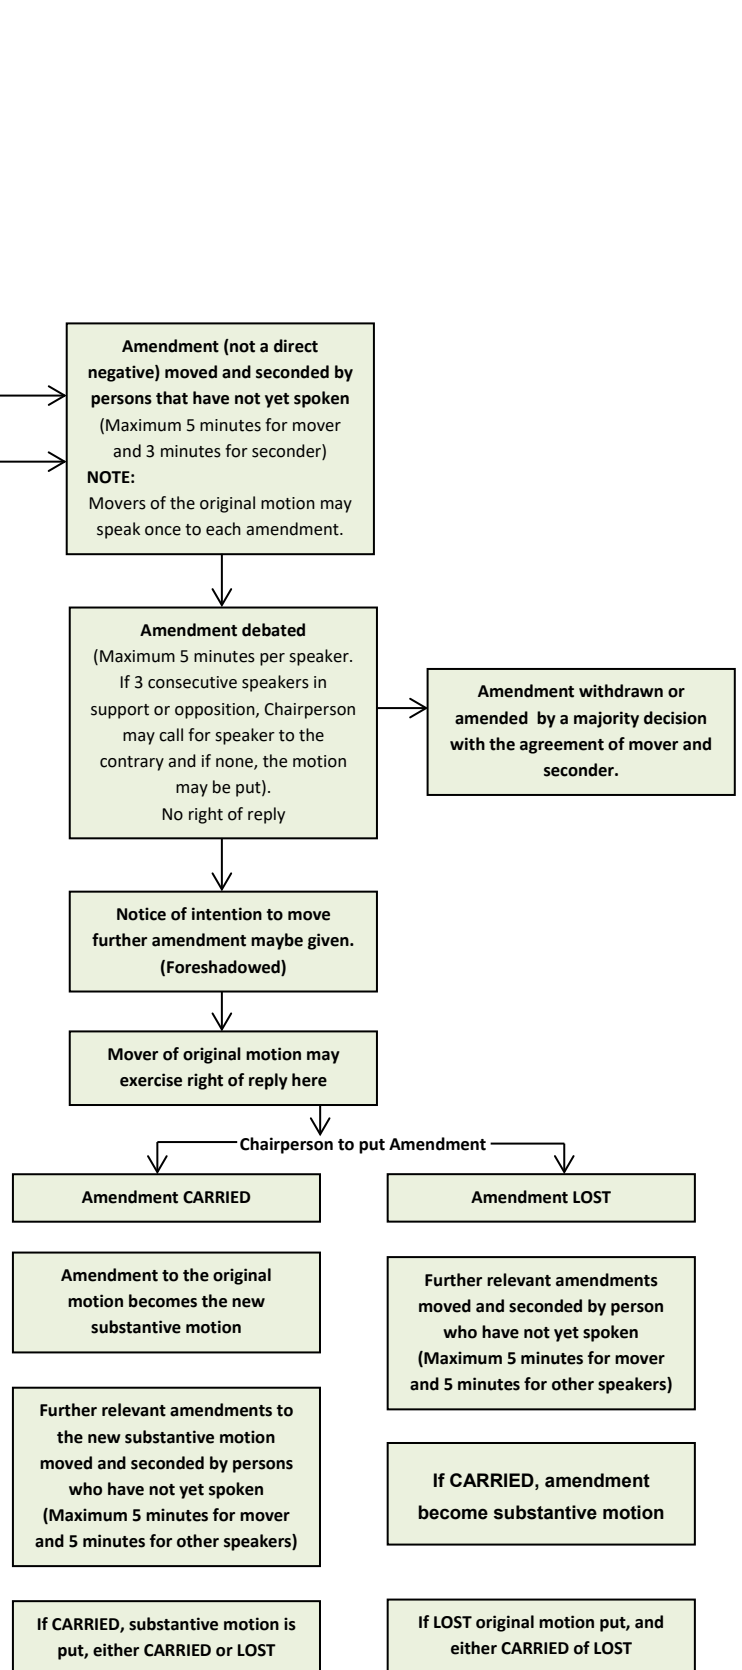 Amendment (not a direct
negative) moved and seconded by
persons that have not yet spoken
(Maximum 5 minutes for mover
and 3 minutes for seconder)
NOTE:
Movers of the original motion may
speak once to each amendment.
Amendment debated
(Maximum 5 minutes per speaker.
If 3 consecutive speakers in
support or opposition, Chairperson
may call for speaker to the
contrary and if none, the motion
may be put).
No right of reply
Amendment withdrawn or
amended by a majority decision
with the agreement of mover and
seconder.
Notice of intention to move
further amendment maybe given.
(Foreshadowed)
Mover of original motion may
exercise right of reply here
Chairperson to put Amendment
Amendment CARRIED
Amendment to the original
motion becomes the new
substantive motion
Further relevant amendments to
the new substantive motion
moved and seconded by persons
who have not yet spoken
(Maximum 5 minutes for mover
and 5 minutes for other speakers)
If CARRIED, substantive motion is
put, either CARRIED or LOST
Amendment LOST
Further relevant amendments
moved and seconded by person
who have not yet spoken
(Maximum 5 minutes for mover
and 5 minutes for other speakers)
If CARRIED, amendment
become substantive motion
If LOST original motion put, and
either CARRIED of LOST